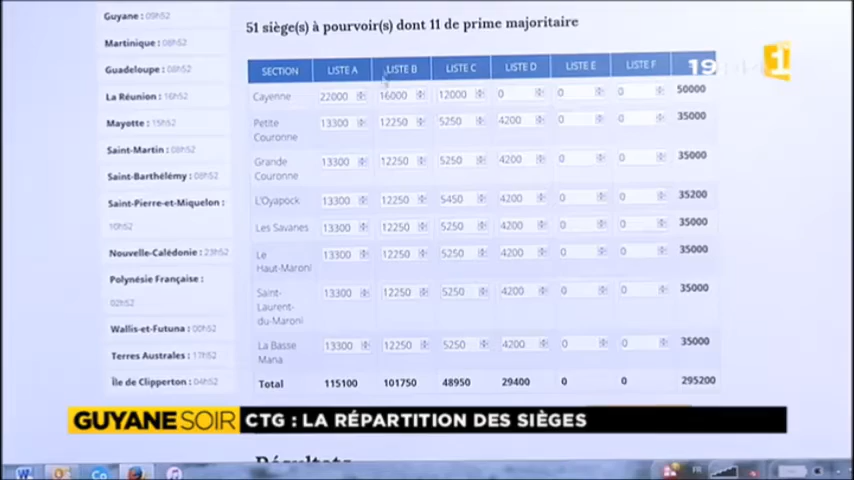 Guyane : 09h52
Martinique : 08h52
Guadeloupe : 08h52
La Réunion : 16h52
Mayotte : 15h52
Saint-Martin : 08h52
Saint-Barthélémy : 08h52
Saint-Pierre-et-Miquelon :
10h52
Nouvelle-Calédonie : 23h52
Polynésie Française :
02h52
Wallis-et-Futuna : 00h52
Terres Australes : 17h52
Île de Clipperton : 04h52
51 siège(s) à pourvoir(s) dont 11 de prime majoritaire
SECTION LISTE A LISTE B LISTE C LISTE D LISTE E LISTE F
Cayenne 22000 16000 12000 0 0 0 50000
Petite Couronne 13300 12250 5250 4200 0 0 35000
Grande Couronne 13300 12250 5250 4200 0 0 35000
L'Oyapock 13300 12250 5450 4200 0 0 35200
Les Savanes 13300 12250 5250 4200 0 0 35000
Le Haut-Maroni 13300 12250 5250 4200 0 0 35000
Saint-Laurent-du-Maroni 13300 12250 5250 4200 0 0 35000
La Basse Mana 13300 12250 5250 4200 0 0 35000
Total 115100 101750 48950 29400 0 0 295200
1
GUYANE SOIR CTG : LA RÉPARTITION DES SIÈGES
Résultats
FR